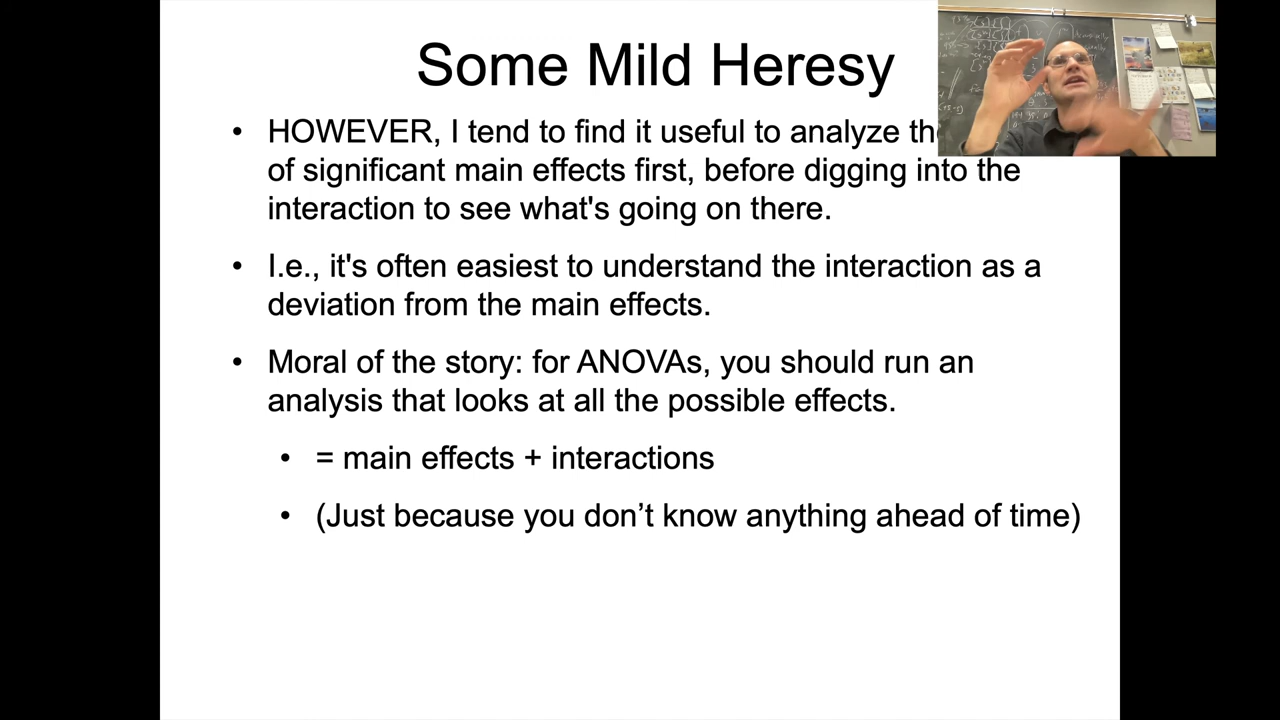 Some Mild Heresy
• HOWEVER, I tend to find it useful to analyze
of significant main effects first, before digging into the
interaction to see what's going on there.
• I.e., it's often easiest to understand the interaction as a
deviation from the main effects.
• Moral of the story: for ANOVAs, you should run an
analysis that looks at all the possible effects.
• = main effects + interactions
• (Just because you don’t know anything ahead of time)